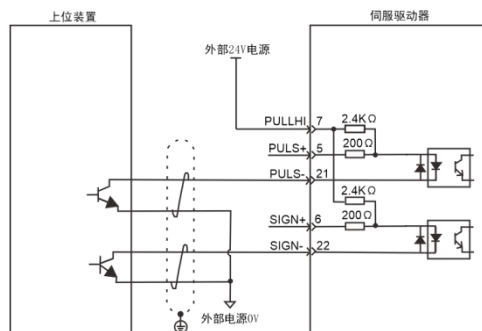 上位装置
伺服驱动器
外部24V电源
PULLHI 7
2.4KΩ
PULS+ 5
200Ω
PULS- 21
2.4KΩ
SIGN+ 6
200Ω
SIGN- 22
外部电源0V